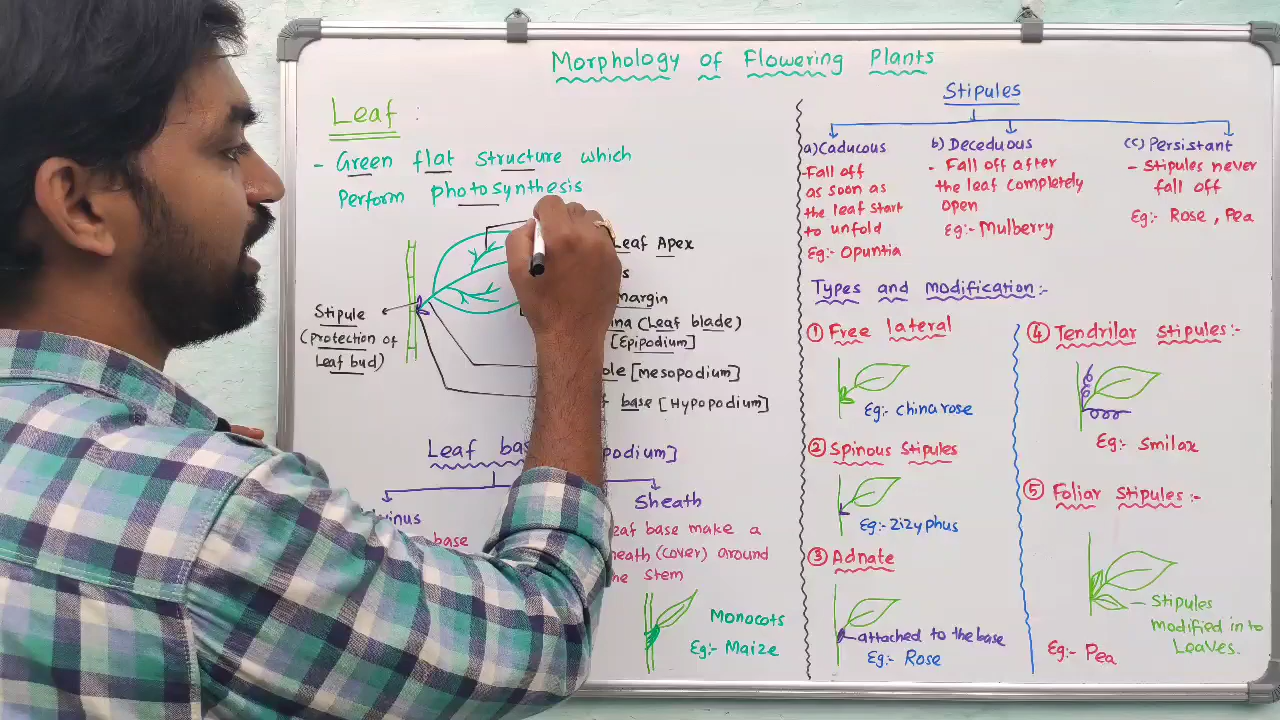 Morphology of Flowering Plants
Leaf :
- Green flat structure which
Perform photosynthesis
Leaf Apex
margin
(Leaf blade)
[Epipodium]
[mesopodium]
base [Hypopodium]
Stipule
(protection of
Leaf bud)
Leaf
Sheath
base
leaf base make a
(cover) around
the stem
Monocots
Eg:- Maize
Stipules
a) Caducous
-Fall off
as soon as
the leaf start
to unfold
Eg:- Opuntia
b) Deceduous
- Fall off after
the leaf completely
open
Eg:- Mulberry
(c) Persistant
- Stipules never
fall off
Eg:- Rose, Pea
Types and modification:-
① Free lateral
Eg:- chinarose
② Spinous Stipules
Eg:- Zizyphus
③ Adnate
attached to the base
Eg:- Rose
④ Tendrilar Stipules:-
Eg:- Smilax
⑤ Foliar Stipules:-
Stipules
modified in to
Leaves.
Eg:- Pea